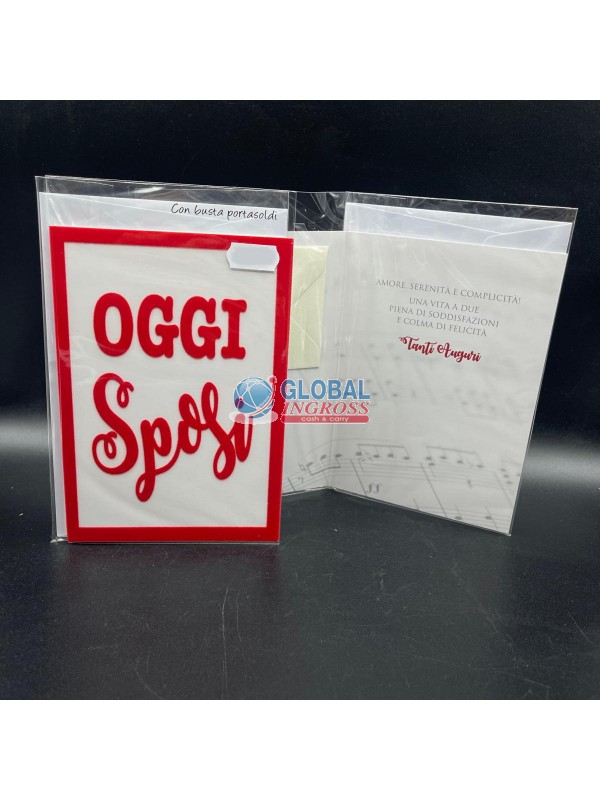 Con busta portasoldi
OGGI
Sposi
AMORE, SERENITÀ E COMPLICITÀ!
UNA VITA A DUE
PIENA DI SODDISFAZIONI
E COLMA DI FELICITÀ
Tanti Auguri
GLOBAL
INGROSS
cash & carry